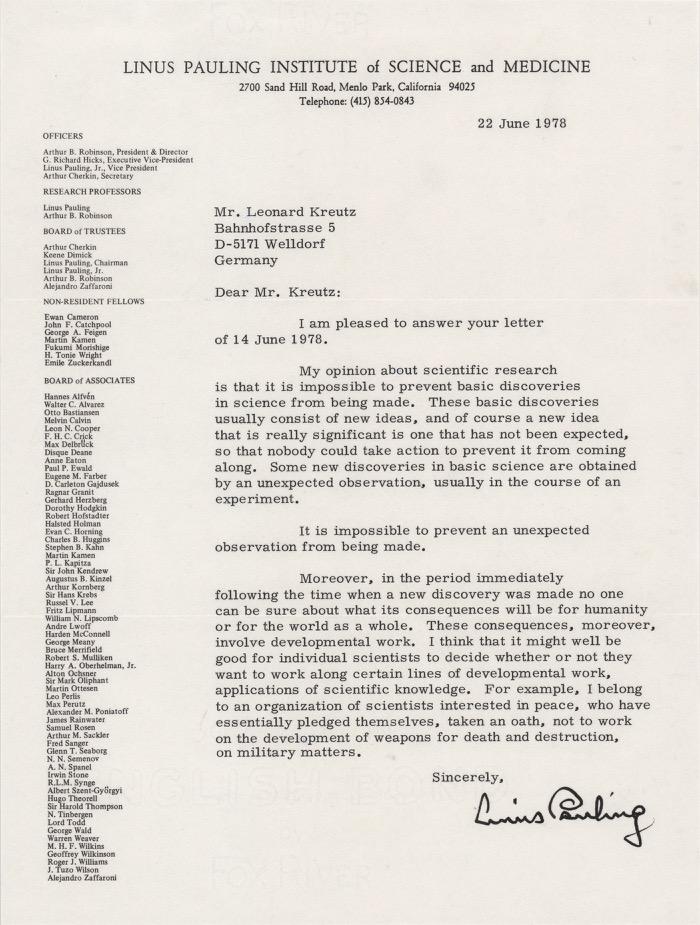 LINUS PAULING INSTITUTE of SCIENCE and MEDICINE
2700 Sand Hill Road, Menlo Park, California 94025
Telephone: (415) 854-0843
22 June 1978
OFFICERS
Arthur B. Robinson, President & Director
G. Richard Hicks, Executive Vice-President
Linus Pauling, Jr., Vice President
Arthur Cherkin, Secretary
RESEARCH PROFESSORS
Linus Pauling
Arthur B. Robinson
BOARD of TRUSTEES
Arthur Cherkin
Keene Dimick
Linus Pauling, Chairman
Linus Pauling, Jr.
Arthur B. Robinson
Alejandro Zaffaroni
NON-RESIDENT FELLOWS
Ewan Cameron
John F. Catchpool
George A. Feigen
Martin Kamen
Fukumi Morishige
H. Tonie Wright
Emile Zuckerkandl
BOARD of ASSOCIATES
Hannes Alfvén
Walter C. Alvarez
Otto Bastiansen
Melvin Calvin
Leon N. Cooper
F. H. C. Crick
Max Delbrück
Disque Deane
Anne Eaton
Paul P. Ewald
Eugene M. Farber
D. Carleton Gajdusek
Ragnar Granit
Gerhard Herzberg
Dorothy Hodgkin
Robert Hofstadter
Halsted Holman
Evan C. Horning
Charles B. Huggins
Stephen B. Kahn
Martin Kamen
P. L. Kapitza
Sir John Kendrew
Augustus B. Kinzel
Arthur Kornberg
Sir Hans Krebs
Russel V. Lee
Fritz Lipmann
William N. Lipscomb
Andre Lwoff
Harden McConnell
George Meany
Bruce Merrifield
Robert S. Mulliken
Harry A. Oberhelman, Jr.
Alton Ochsner
Sir Mark Oliphant
Martin Ottesen
Leo Perlis
Max Perutz
Alexander M. Poniatoff
James Rainwater
Samuel Rosen
Arthur M. Sackler
Fred Sanger
Glenn T. Seaborg
N. N. Semenov
A. N. Spanel
Irwin Stone
R.L.M. Synge
Albert Szent-Györgyi
Hugo Theorell
Sir Harold Thompson
N. Tinbergen
Lord Todd
George Wald
Warren Weaver
M. H. F. Wilkins
Geoffrey Wilkinson
Roger J. Williams
J. Tuzo Wilson
Alejandro Zaffaroni
Mr. Leonard Kreutz
Bahnhofstrasse 5
D-5171 Welldorf
Germany
Dear Mr. Kreutz:
I am pleased to answer your letter
of 14 June 1978.
My opinion about scientific research
is that it is impossible to prevent basic discoveries
in science from being made. These basic discoveries
usually consist of new ideas, and of course a new idea
that is really significant is one that has not been expected,
so that nobody could take action to prevent it from coming
along. Some new discoveries in basic science are obtained
by an unexpected observation, usually in the course of an
experiment.
It is impossible to prevent an unexpected
observation from being made.
Moreover, in the period immediately
following the time when a new discovery was made no one
can be sure about what its consequences will be for humanity
or for the world as a whole. These consequences, moreover,
involve developmental work. I think that it might well be
good for individual scientists to decide whether or not they
want to work along certain lines of developmental work,
applications of scientific knowledge. For example, I belong
to an organization of scientists interested in peace, who have
essentially pledged themselves, taken an oath, not to work
on the development of weapons for death and destruction,
on military matters.
Sincerely,
Linus Pauling